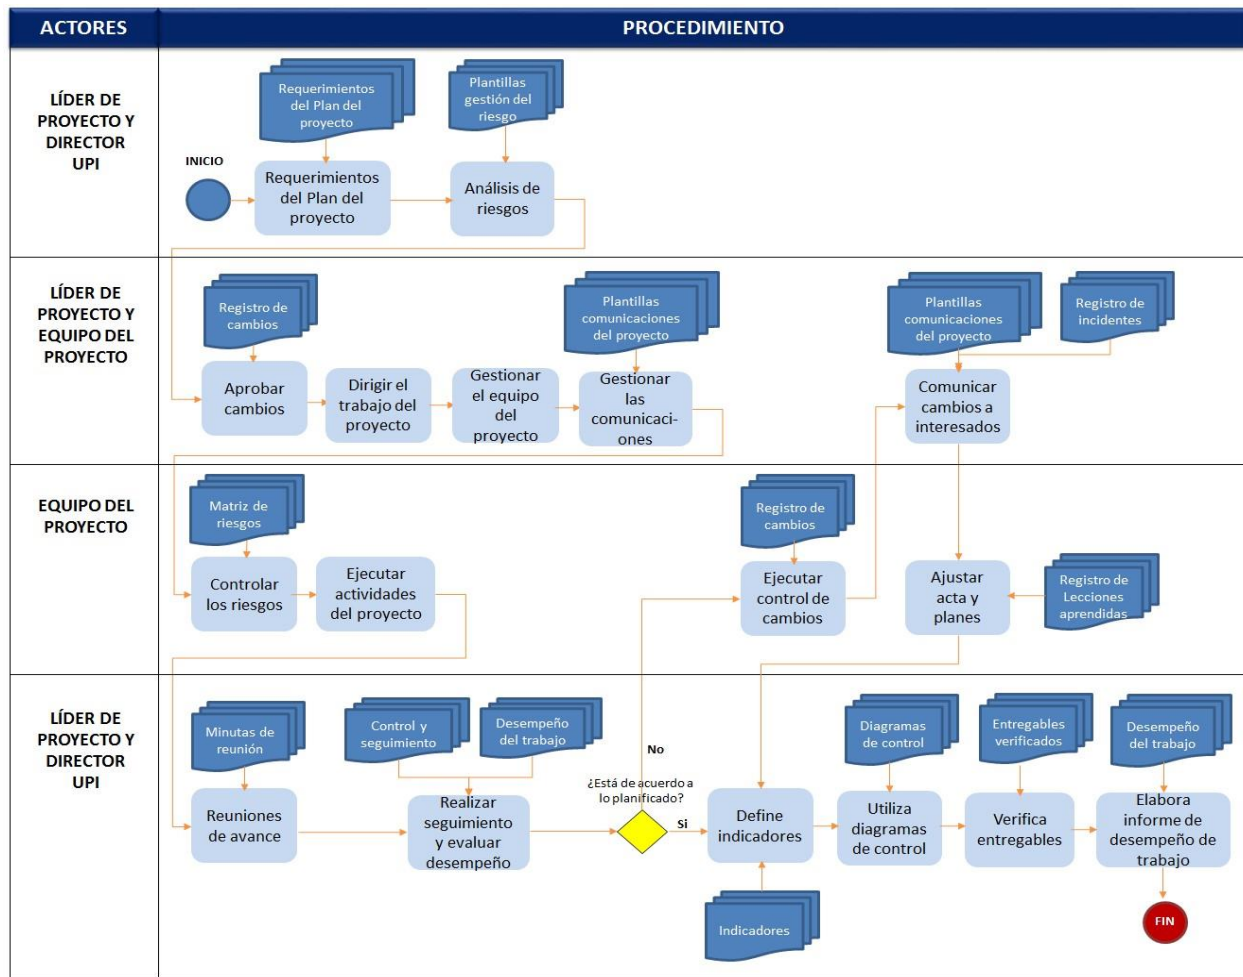 ACTORES
PROCEDIMIENTO
LÍDER DE
PROYECTO Y
DIRECTOR
UPI
Requerimientos
del Plan del
proyecto
Plantillas
gestión del
riesgo
INICIO
Requerimientos
del Plan del
proyecto
Análisis de
riesgos
LÍDER DE
PROYECTO Y
EQUIPO DEL
PROYECTO
Registro de
cambios
Plantillas
comunicaciones
del proyecto
Plantillas
comunicaciones
del proyecto
Registro de
incidentes
Aprobar
cambios
Dirigir el
trabajo del
proyecto
Gestionar
el equipo
del
proyecto
Gestionar
las
comunicaci-
ones
Comunicar
cambios a
interesados
EQUIPO DEL
PROYECTO
Matriz de
riesgos
Registro de
cambios
Controlar
los riesgos
Ejecutar
actividades
del proyecto
Ejecutar
control de
cambios
Ajustar
acta y
planes
Registro de
Lecciones
aprendidas
LÍDER DE
PROYECTO Y
DIRECTOR
UPI
Minutas de
reunión
Control y
seguimiento
Desempeño
del trabajo
No
¿Está de acuerdo a
lo planificado?
Si
Diagramas
de control
Entregables
verificados
Desempeño
del trabajo
Reuniones
de avance
Realizar
seguimiento
y evaluar
desempeño
Define
indicadores
Utiliza
diagramas
de control
Verifica
entregables
Elabora
informe de
desempeño de
trabajo
Indicadores
FIN